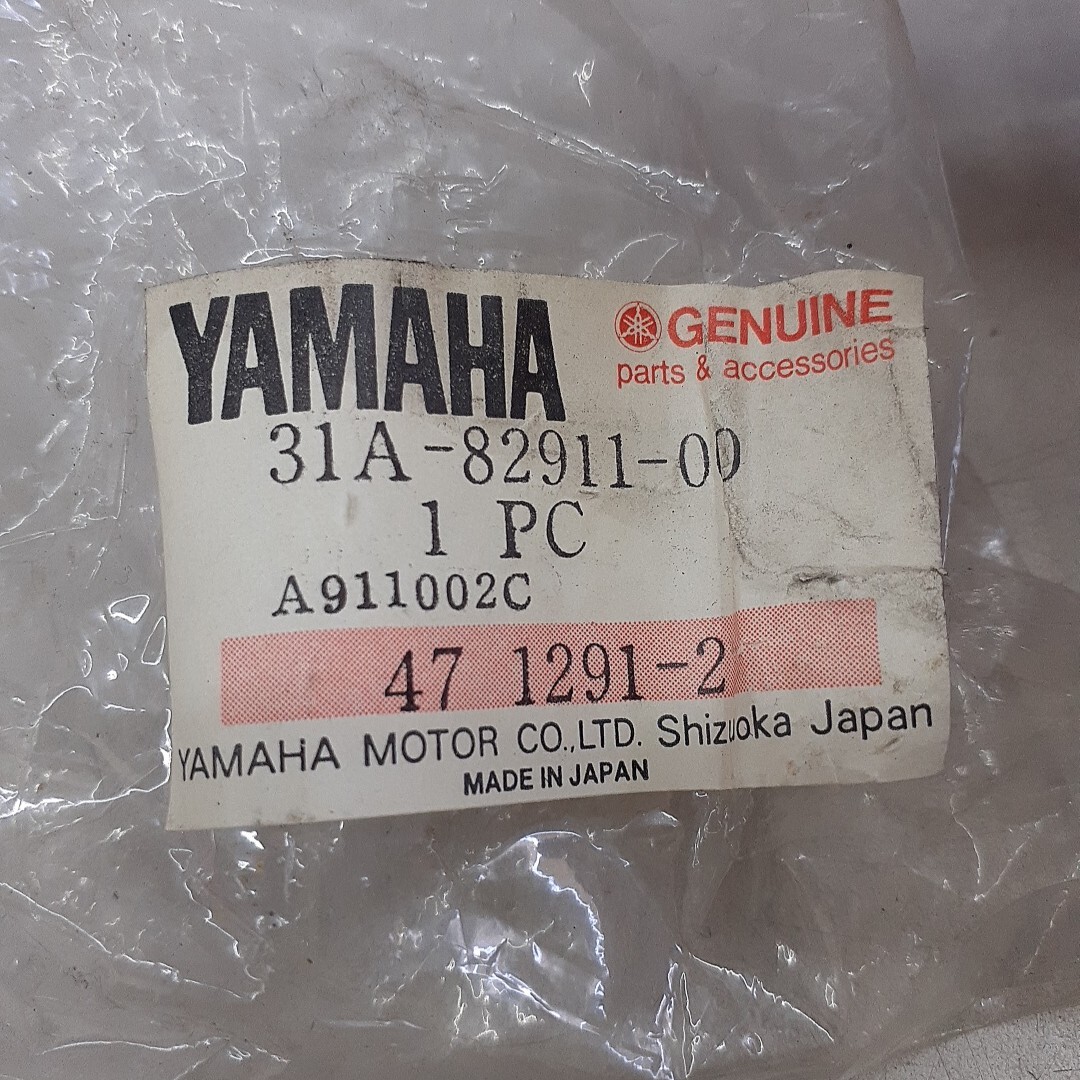 YAMAHA
GENUINE
parts & accessories
31A-82911-00
1 PC
A911002C
47 1291-2
YAMAHA MOTOR CO.,LTD. Shizuoka Japan
MADE IN JAPAN